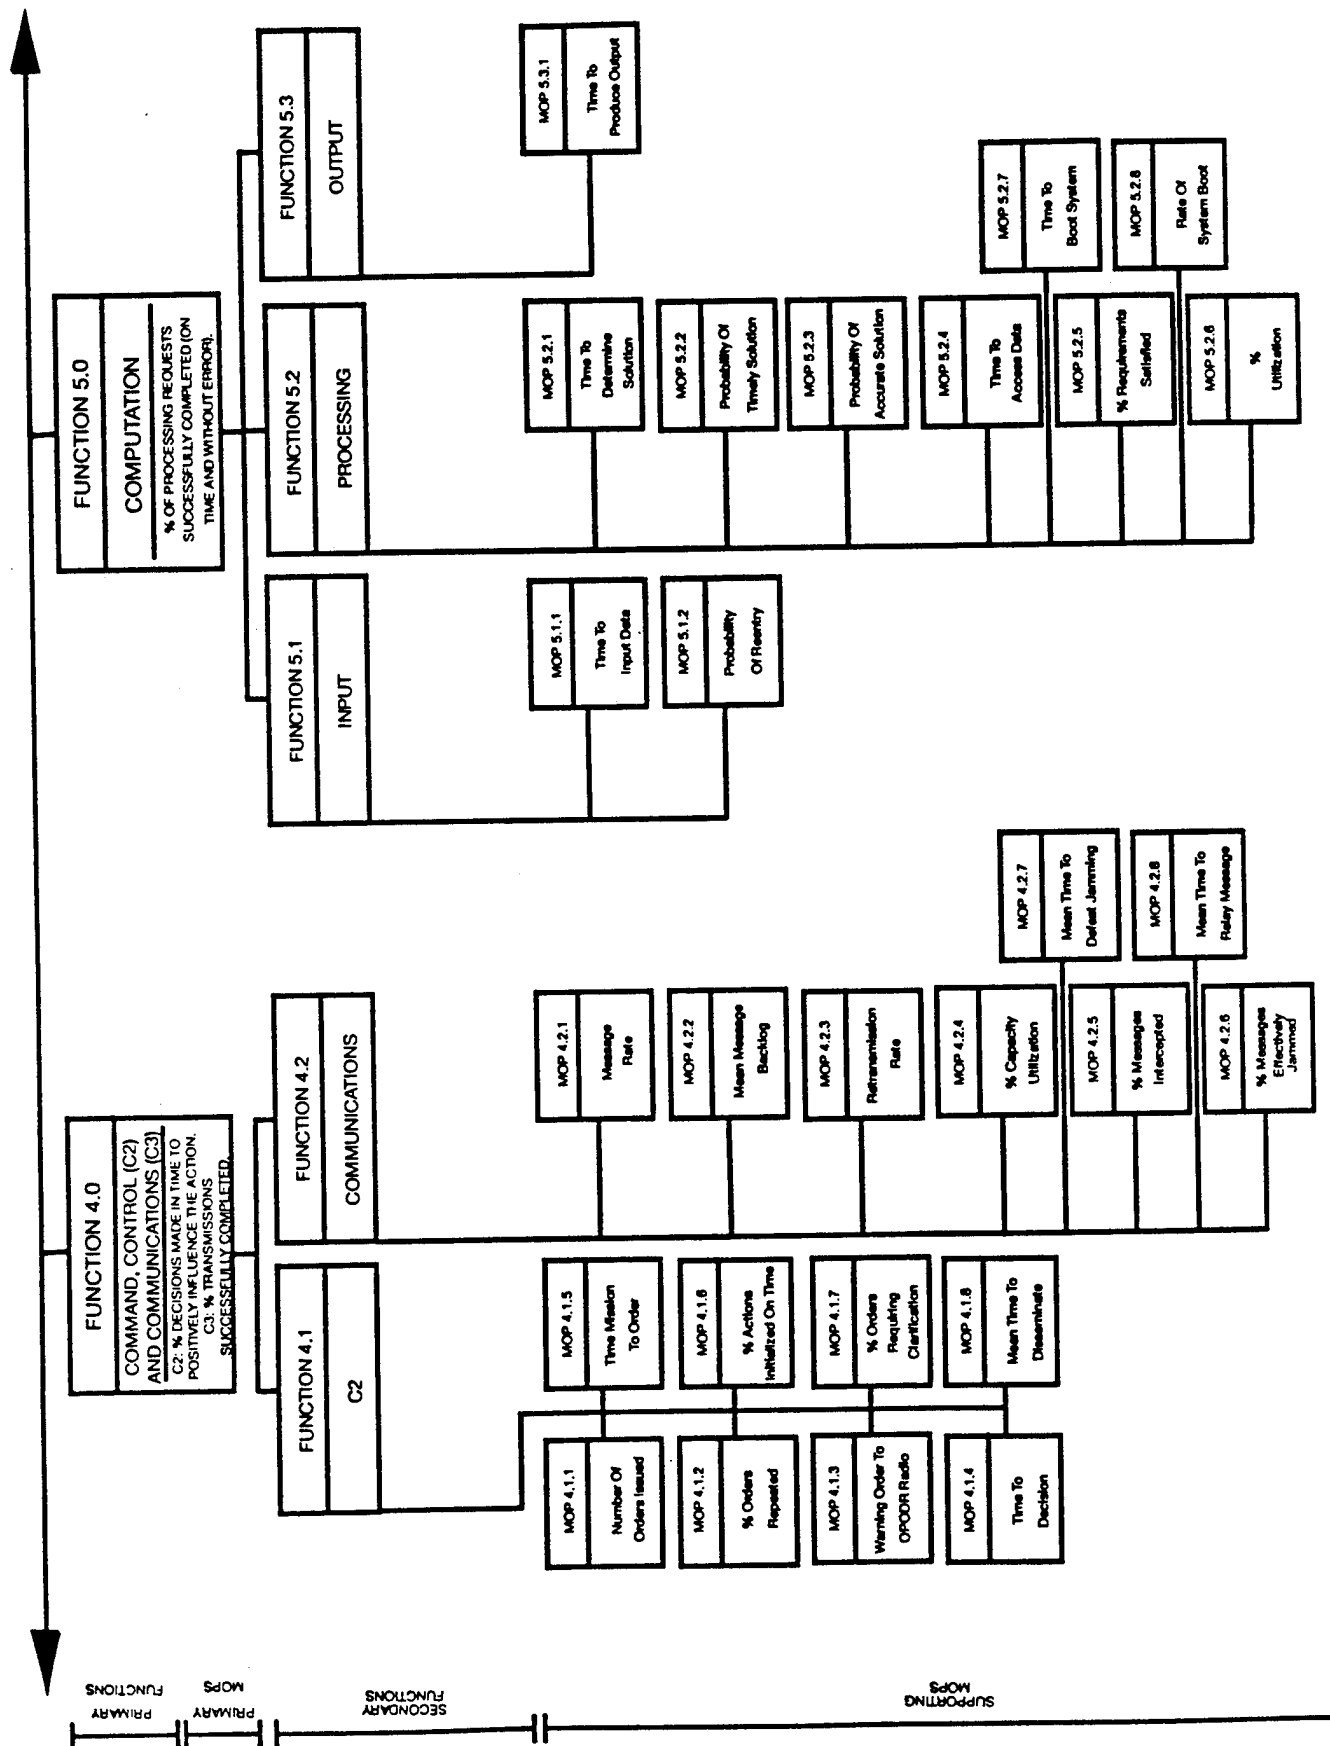 PRIMARY
FUNCTIONS
PRIMARY
MOPS
SECONDARY
FUNCTIONS
SUPPORTING
MOPS
FUNCTION 4.0
COMMAND, CONTROL (C2)
AND COMMUNICATIONS (C3)
C2: % DECISIONS MADE IN TIME TO
POSITIVELY INFLUENCE THE ACTION.
C3: % TRANSMISSIONS
SUCCESSFULLY COMPLETED.
FUNCTION 4.1
C2
MOP 4.1.1
Number Of
Orders Issued
MOP 4.1.2
% Orders
Repeated
MOP 4.1.3
Warning Order To
OPODR Radio
MOP 4.1.4
Time To
Decision
MOP 4.1.5
Time Mission
To Order
MOP 4.1.6
% Actions
Initialized On Time
MOP 4.1.7
% Orders
Requiring
Clarification
MOP 4.1.8
Mean Time To
Disseminate
FUNCTION 4.2
COMMUNICATIONS
MOP 4.2.1
Message
Rate
MOP 4.2.2
Mean Message
Backlog
MOP 4.2.3
Retransmission
Rate
MOP 4.2.4
% Capacity
Utilization
MOP 4.2.5
% Messages
Intercepted
MOP 4.2.6
% Messages
Effectively
Jammed
MOP 4.2.7
Mean Time To
Defeat Jamming
MOP 4.2.8
Mean Time To
Relay Message
FUNCTION 5.0
COMPUTATION
% OF PROCESSING REQUESTS
SUCCESSFULLY COMPLETED (ON
TIME AND WITHOUT ERROR).
FUNCTION 5.1
INPUT
MOP 5.1.1
Time To
Input Data
MOP 5.1.2
Probability
Of Reentry
FUNCTION 5.2
PROCESSING
MOP 5.2.1
Time To
Determine
Solution
MOP 5.2.2
Probability Of
Timely Solution
MOP 5.2.3
Probability Of
Accurate Solution
MOP 5.2.4
Time To
Access Data
MOP 5.2.5
% Requirements
Satisfied
MOP 5.2.6
%
Utilization
MOP 5.2.7
Time To
Boot System
MOP 5.2.8
Rate Of
System Boot
FUNCTION 5.3
OUTPUT
MOP 5.3.1
Time To
Produce Output